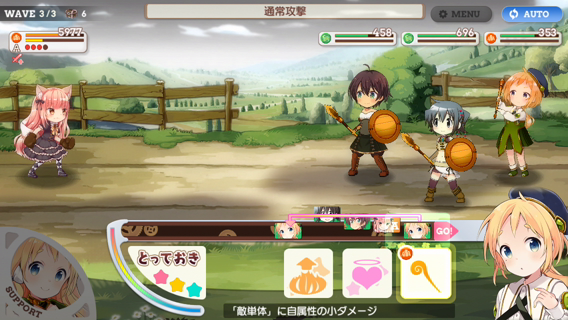 WAVE 3/3 6
通常攻撃
MENU
AUTO
5977
A
458
696
353
GO!
SUPPORT
とっておき
「敵単体」に自属性の小ダメージ